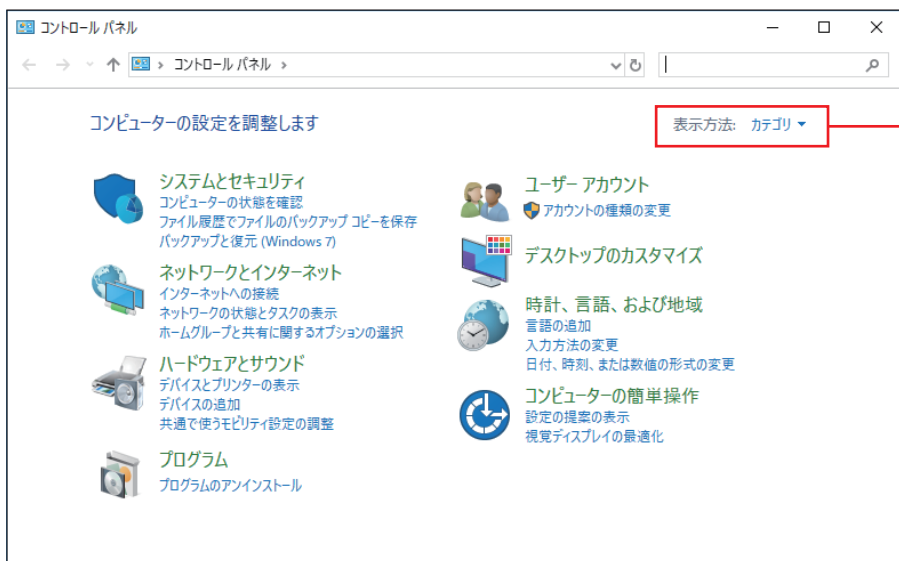 コントロール パネル
コントロール パネル
コンピューターの設定を調整します
表示方法: カテゴリ
システムとセキュリティ
コンピューターの状態を確認
ファイル履歴でファイルのバックアップ コピーを保存
バックアップと復元 (Windows 7)
ネットワークとインターネット
インターネットへの接続
ネットワークの状態とタスクの表示
ホームグループと共有に関するオプションの選択
ハードウェアとサウンド
デバイスとプリンターの表示
デバイスの追加
共通で使うモビリティ設定の調整
プログラム
プログラムのアンインストール
ユーザー アカウント
アカウントの種類の変更
デスクトップのカスタマイズ
時計、言語、および地域
言語の追加
入力方法の変更
日付、時刻、または数値の形式の変更
コンピューターの簡単操作
設定の提案の表示
視覚ディスプレイの最適化